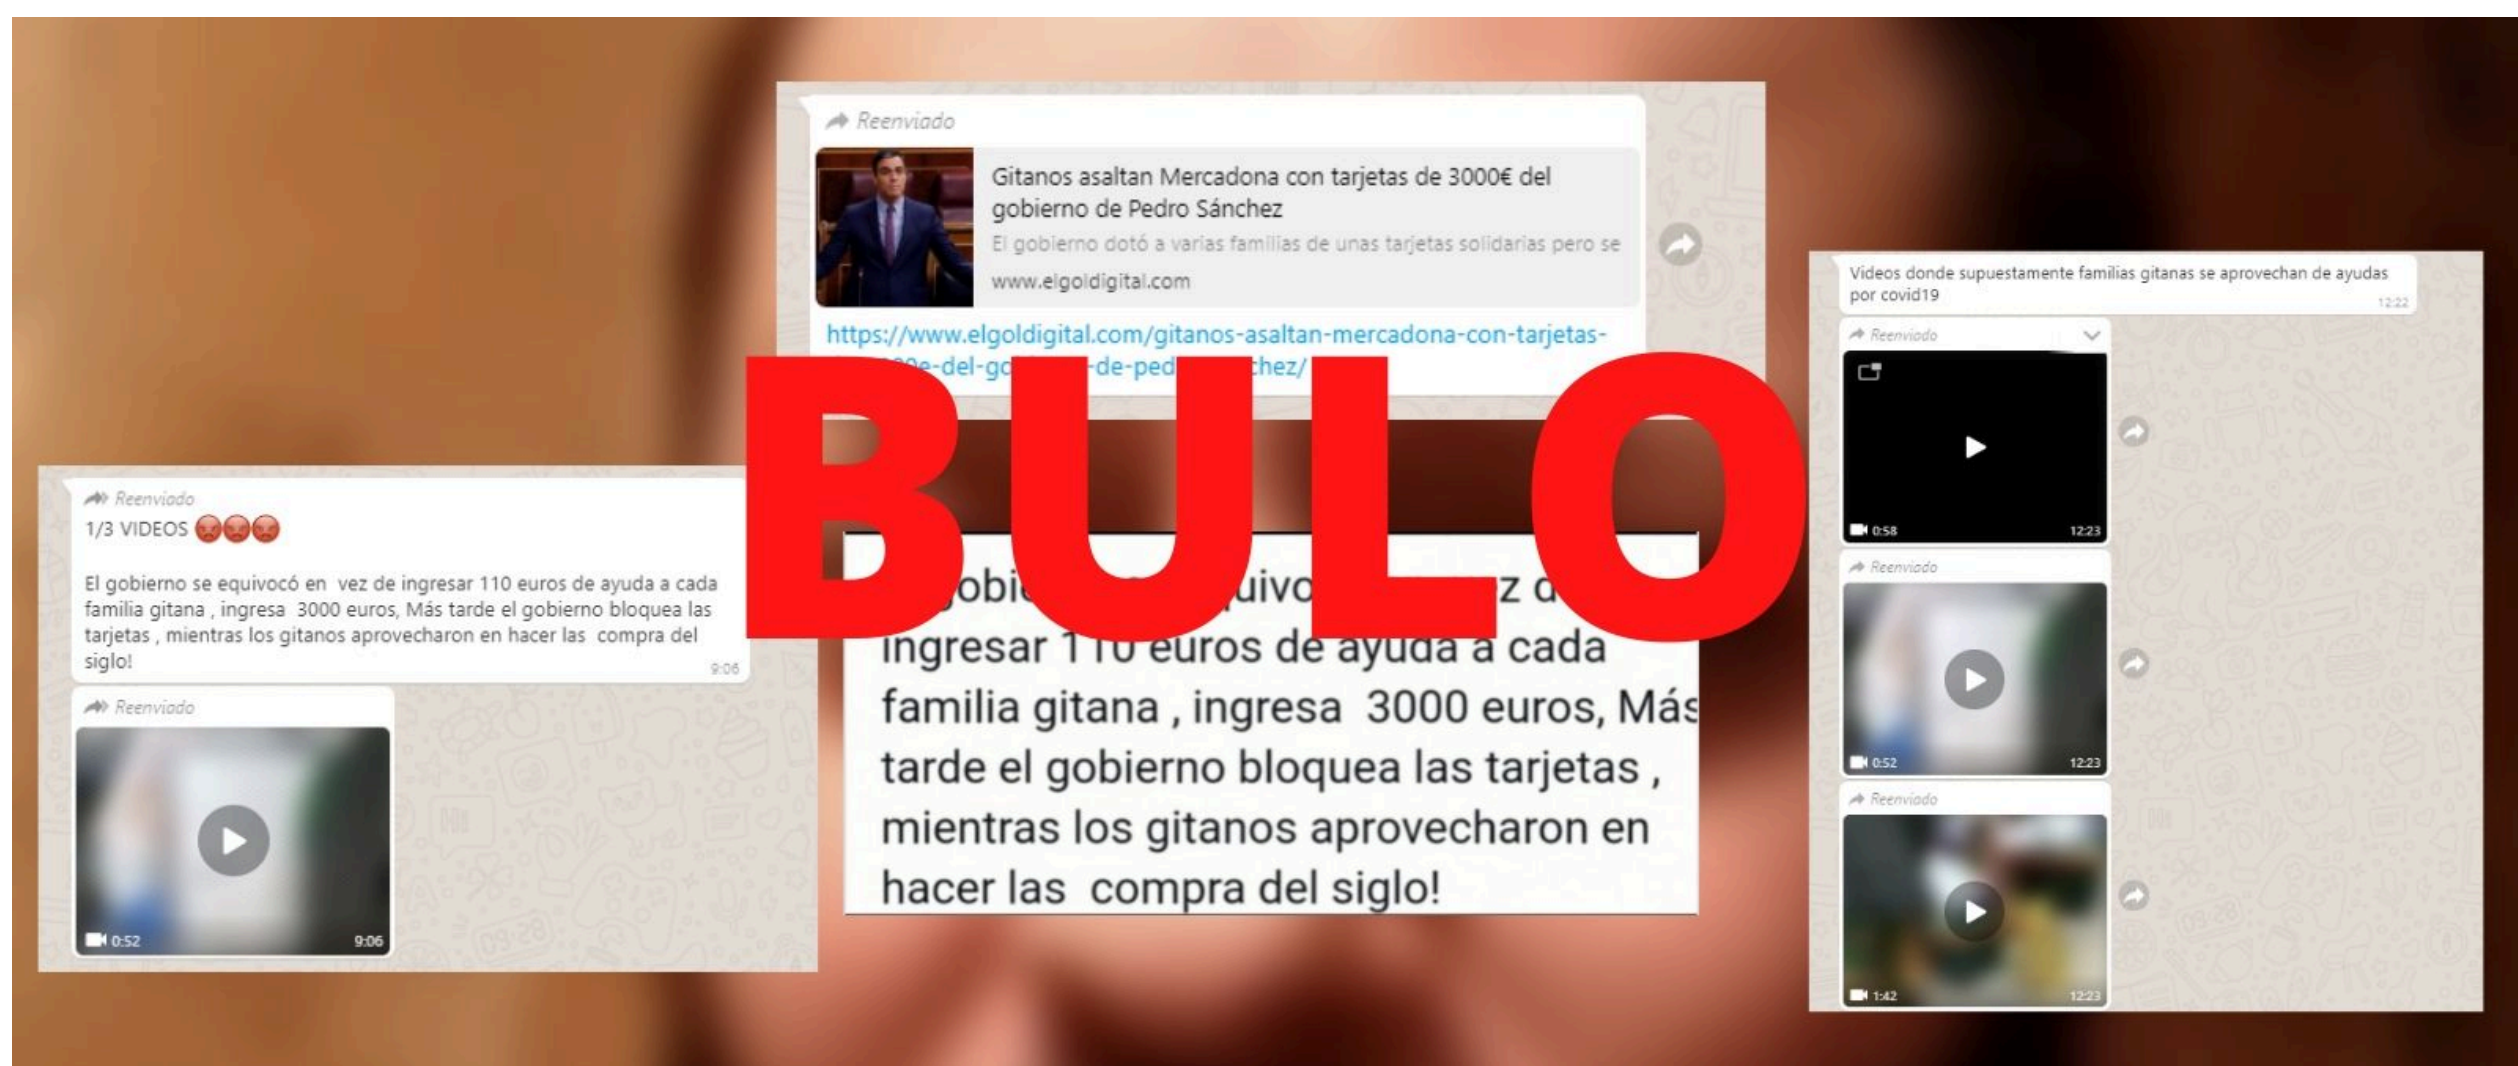 Reenviado
Gitanos asaltan Mercadona con tarjetas de 3000€ del
gobierno de Pedro Sánchez
El gobierno dotó a varias familias de unas tarjetas solidarias pero se
www.elgoldigital.com
https://www.elgoldigital.com/gitanos-asaltan-mercadona-con-tarjetas-
e-del-go -de-ped chez/
BULO
Reenviado
1/3 VIDEOS 😡😡😡
El gobierno se equivocó en  vez de ingresar 110 euros de ayuda a cada
familia gitana , ingresa  3000 euros, Más tarde el gobierno bloquea las
tarjetas , mientras los gitanos aprovecharon en hacer las  compra del
siglo!
9:06
Reenviado
0:52
9:06
ingresar 110 euros de ayuda a cada
familia gitana , ingresa  3000 euros, Más
tarde el gobierno bloquea las tarjetas ,
mientras los gitanos aprovecharon en
hacer las  compra del siglo!
Videos donde supuestamente familias gitanas se aprovechan de ayudas
por covid19
12:22
Reenviado
0:58
12:23
Reenviado
0:52
12:23
Reenviado
1:42
12:23